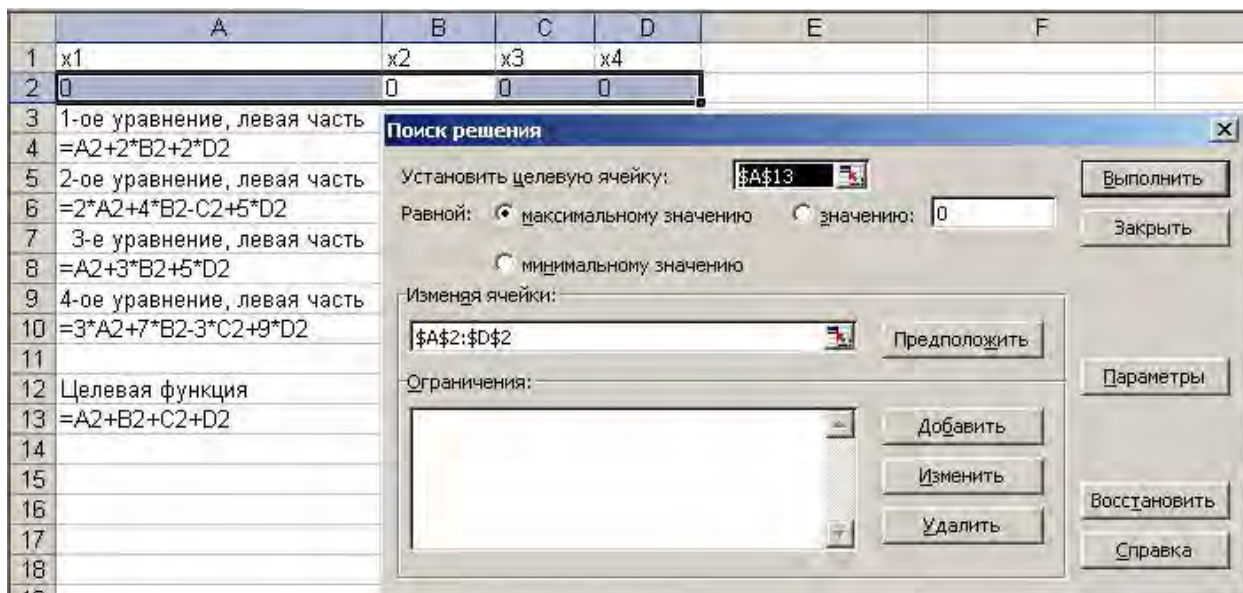 A B C D E F
1 x1 x2 x3 x4
2 0 0 0 0
3 1-ое уравнение, левая часть
4 =A2+2*B2+2*D2
5 2-ое уравнение, левая часть
6 =2*A2+4*B2-C2+5*D2
7 3-е уравнение, левая часть
8 =A2+3*B2+5*D2
9 4-ое уравнение, левая часть
10 =3*A2+7*B2-3*C2+9*D2
11
12 Целевая функция
13 =A2+B2+C2+D2
14
15
16
17
18
Поиск решения
Установить целевую ячейку: $A$13
Выполнить
Равной: максимальному значению значению: 0
Закрыть
минимальному значению
Изменяя ячейки:
$A$2:$D$2
Предположить
Ограничения:
Параметры
Добавить
Изменить
Восстановить
Удалить
Справка